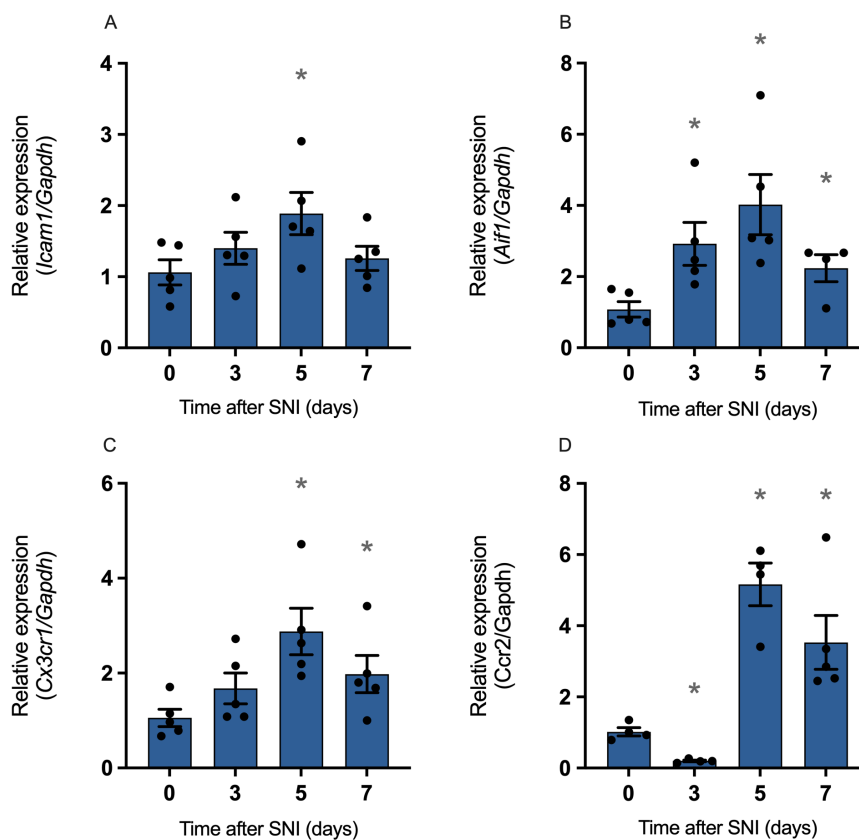 A
Relative expression
(Icam1/Gapdh)
4
3
2
1
0
*
0 3 5 7
Time after SNI (days)
B
Relative expression
(Aif1/Gapdh)
8
6
4
2
0
* * *
0 3 5 7
Time after SNI (days)
C
Relative expression
(Cx3cr1/Gapdh)
6
4
2
0
* *
0 3 5 7
Time after SNI (days)
D
Relative expression
(Ccr2/Gapdh)
8
6
4
2
0
* * *
0 3 5 7
Time after SNI (days)